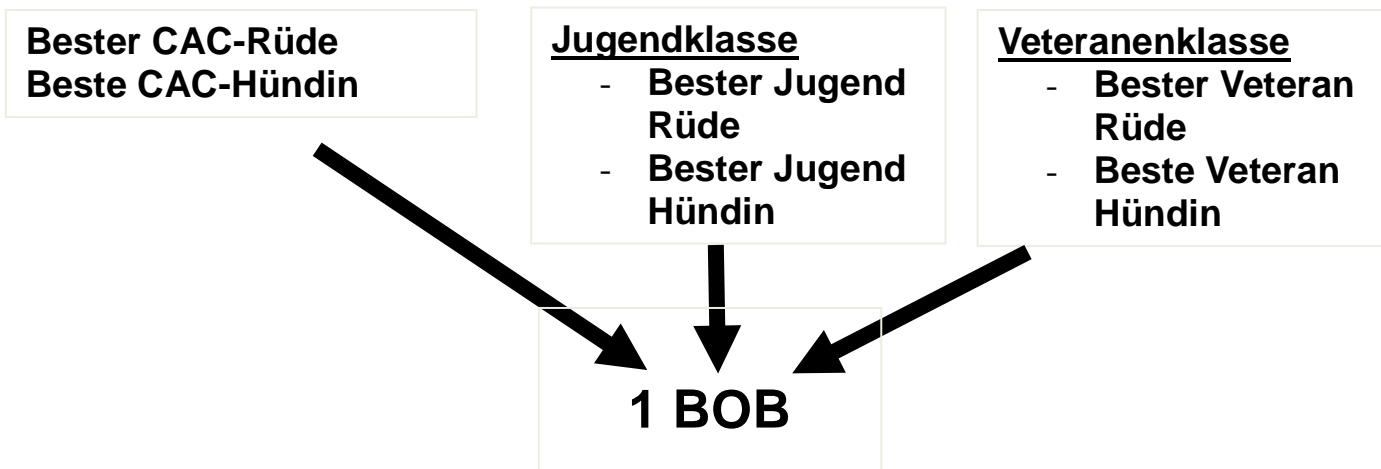 Bester CAC-Rüde
Beste CAC-Hündin
Jugendklasse
- Bester Jugend
Rüde
- Bester Jugend
Hündin
Veteranenklasse
- Bester Veteran
Rüde
- Beste Veteran
Hündin
1 BOB